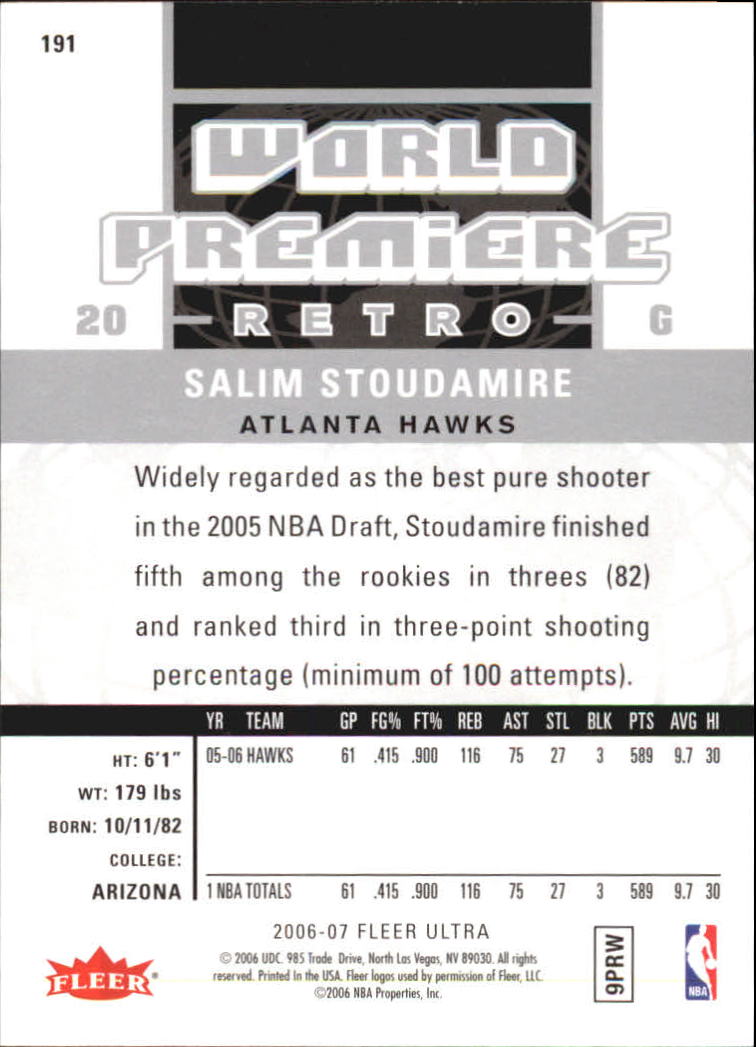 191
WORLD
PREMIERE
20 RETRO G
SALIM STOUDAMIRE
ATLANTA HAWKS
Widely regarded as the best pure shooter
in the 2005 NBA Draft, Stoudamire finished
fifth among the rookies in threes (82)
and ranked third in three-point shooting
percentage (minimum of 100 attempts).
YR TEAM GP FG% FT% REB AST STL BLK PTS AVG HI
HT: 6'1" 05-06 HAWKS 61 .415 .900 116 75 27 3 589 9.7 30
WT: 179 lbs
BORN: 10/11/82
COLLEGE:
ARIZONA 1 NBA TOTALS 61 .415 .900 116 75 27 3 589 9.7 30
2006-07 FLEER ULTRA
© 2006 UDC. 985 Trade Drive, North Las Vegas, NV 89030. All rights
reserved. Printed In the USA. Fleer logos used by permission of Fleer, LLC.
©2006 NBA Properties, Inc.
FLEER®
9PRW
NBA